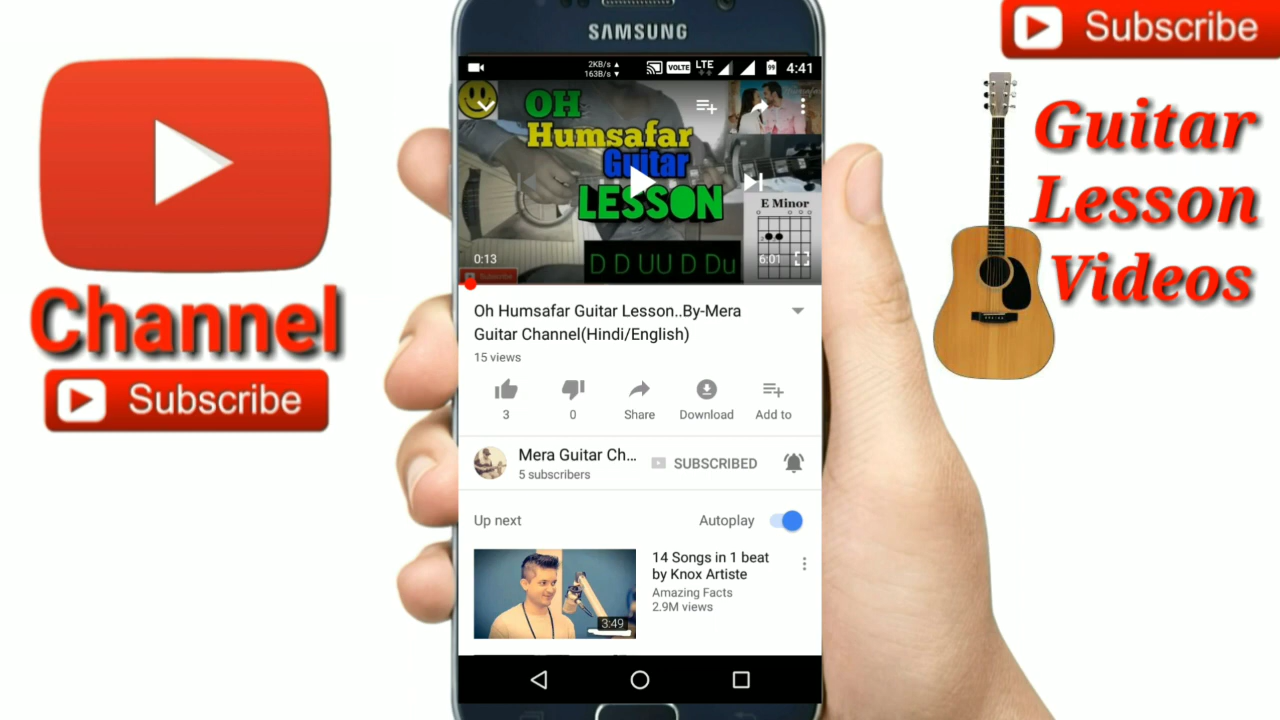 Channel
Subscribe
SAMSUNG
2KB/s
163B/s
VOLTE
LTE
99
4:41
OH
Humsafar
Guitar
LESSON
E Minor
D D UU D Du
0:13
6:01
Subscribe
Oh Humsafar Guitar Lesson..By-Mera
Guitar Channel(Hindi/English)
15 views
3
0
Share
Download
Add to
Mera Guitar Ch...
5 subscribers
SUBSCRIBED
Up next
Autoplay
14 Songs in 1 beat
by Knox Artiste
Amazing Facts
2.9M views
3:49
Subscribe
Guitar
Lesson
Videos